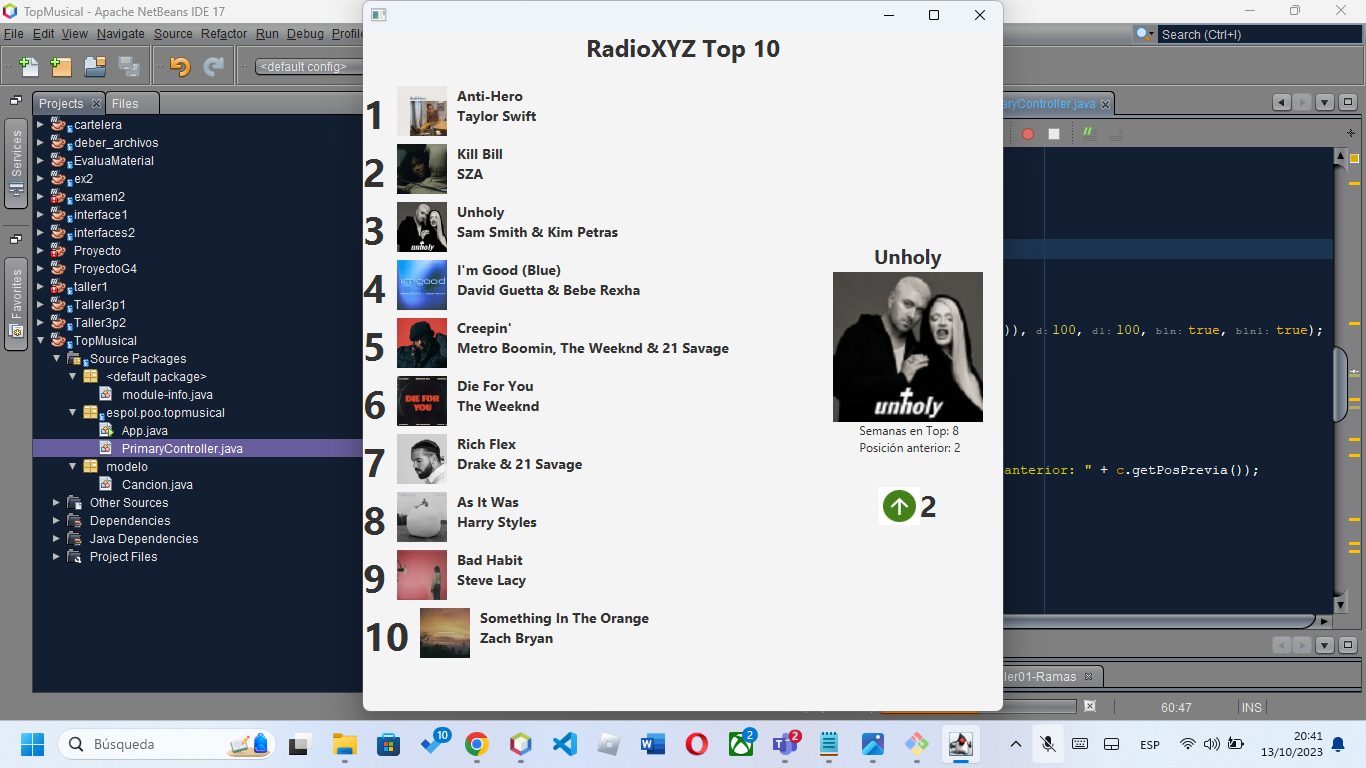 TopMusical - Apache NetBeans IDE 17
File Edit View Navigate Source Refactor Run Debug
Search (Ctrl+I)
<default config>
Projects
Files
Services
Favorites
cartelera
deber_archivos
EvaluaMaterial
ex2
examen2
interface1
interfaces2
Proyecto
ProyectoG4
taller1
Taller3p1
Taller3p2
TopMusical
Source Packages
<default package>
module-info.java
espol.poo.topmusical
App.java
PrimaryController.java
modelo
Cancion.java
Other Sources
Dependencies
Java Dependencies
Project Files
RadioXYZ Top 10
1
Anti-Hero
Taylor Swift
2
Kill Bill
SZA
3
Unholy
Sam Smith & Kim Petras
4
I'm Good (Blue)
David Guetta & Bebe Rexha
5
Creepin'
Metro Boomin, The Weeknd & 21 Savage
6
DIE FOR
YOU
Die For You
The Weeknd
7
Rich Flex
Drake & 21 Savage
8
As It Was
Harry Styles
9
Bad Habit
Steve Lacy
10
Something In The Orange
Zach Bryan
Unholy
unholy
Semanas en Top: 8
Posición anterior: 2
2
aryController.java
)), d: 100, d1: 100, bln: true, bln1: true);
anterior: " + c.getPosPrevia());
ler01-Ramas
60:47
INS
Búsqueda
10
2
2
ESP
20:41
13/10/2023